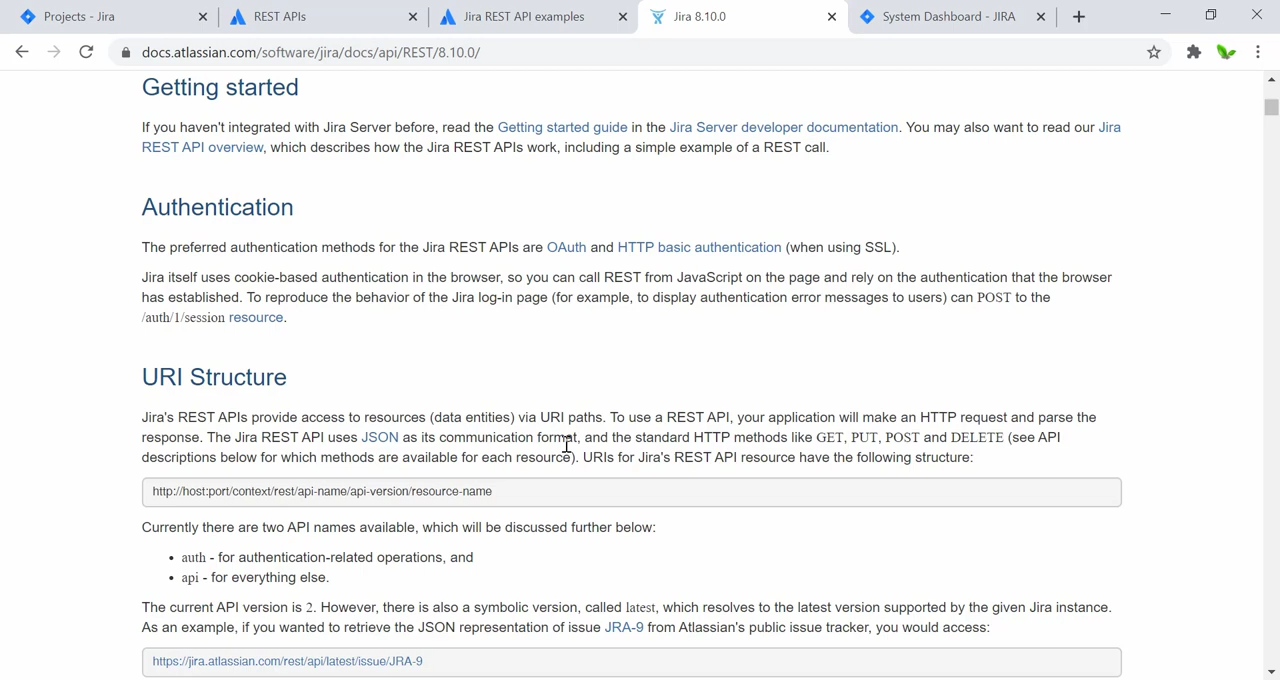 Projects - Jira
REST APIs
Jira REST API examples
Jira 8.10.0
System Dashboard - JIRA
docs.atlassian.com/software/jira/docs/api/REST/8.10.0/
Getting started
If you haven't integrated with Jira Server before, read the Getting started guide in the Jira Server developer documentation. You may also want to read our Jira
REST API overview, which describes how the Jira REST APIs work, including a simple example of a REST call.
Authentication
The preferred authentication methods for the Jira REST APIs are OAuth and HTTP basic authentication (when using SSL).
Jira itself uses cookie-based authentication in the browser, so you can call REST from JavaScript on the page and rely on the authentication that the browser
has established. To reproduce the behavior of the Jira log-in page (for example, to display authentication error messages to users) can POST to the
/auth/1/session resource.
URI Structure
Jira's REST APIs provide access to resources (data entities) via URI paths. To use a REST API, your application will make an HTTP request and parse the
response. The Jira REST API uses JSON as its communication format, and the standard HTTP methods like GET, PUT, POST and DELETE (see API
descriptions below for which methods are available for each resource). URIs for Jira's REST API resource have the following structure:
http://host:port/context/rest/api-name/api-version/resource-name
Currently there are two API names available, which will be discussed further below:
• auth - for authentication-related operations, and
• api - for everything else.
The current API version is 2. However, there is also a symbolic version, called latest, which resolves to the latest version supported by the given Jira instance.
As an example, if you wanted to retrieve the JSON representation of issue JRA-9 from Atlassian's public issue tracker, you would access:
https://jira.atlassian.com/rest/api/latest/issue/JRA-9